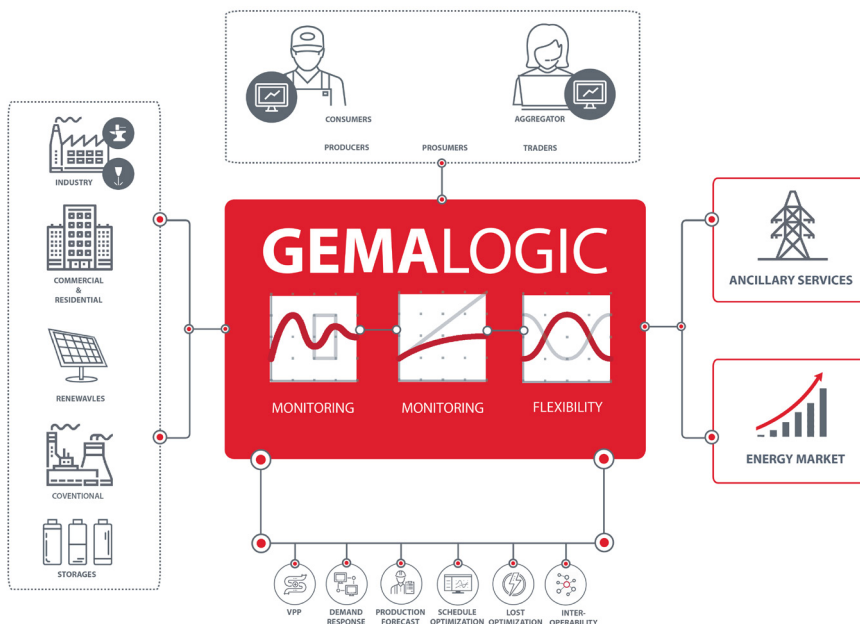 CONSUMERS
AGGREGATOR
PRODUCERS
PROSUMERS
TRADERS
INDUSTRY
COMMERCIAL
&
RESIDENTIAL
RENEWAVLES
COVENTIONAL
STORAGES
GEMALOGIC
MONITORING
MONITORING
FLEXIBILITY
ANCILLARY SERVICES
ENERGY MARKET
VPP
DEMAND
RESPONSE
PRODUCTION
FORECAST
SCHEDULE
OPTIMIZATION
LOST
OPTIMIZATION
INTER-
OPERABILITY